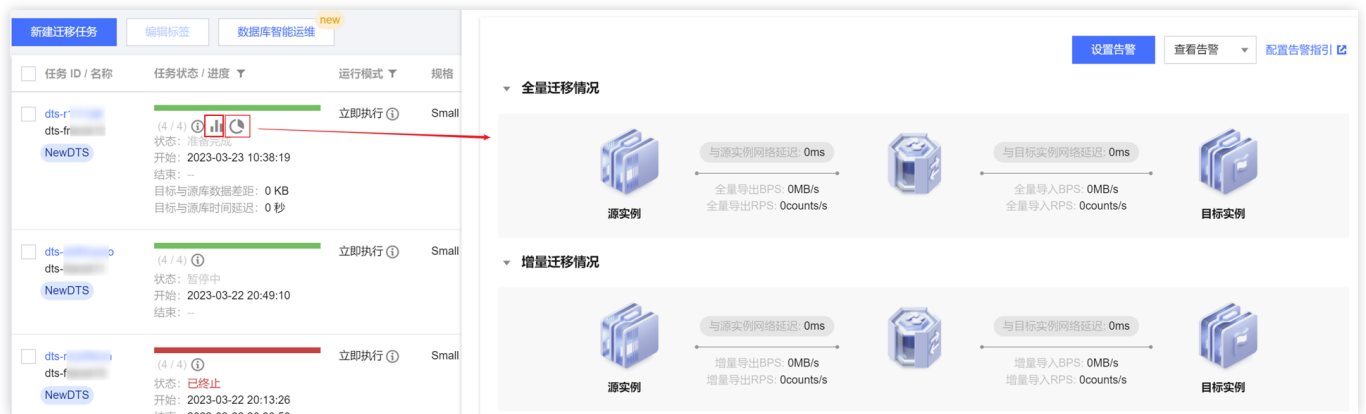 新建迁移任务
编辑标签
数据库智能运维
new
任务 ID / 名称
任务状态 / 进度
运行模式
规格
dts-r
dts-fr
NewDTS
(4 / 4)
状态: 准备完成
开始: 2023-03-23 10:38:19
结束: --
目标与源库数据差距: 0 KB
目标与源库时间延迟: 0 秒
立即执行
Small
dts-
dts-
NewDTS
(4 / 4)
状态: 暂停中
开始: 2023-03-22 20:49:10
结束: --
立即执行
Small
dts-r
dts-f
NewDTS
(4 / 4)
状态: 已终止
开始: 2023-03-22 20:13:26
立即执行
Small
设置告警
查看告警
配置告警指引
全量迁移情况
与源实例网络延迟: 0ms
全量导出BPS: 0MB/s
全量导出RPS: 0counts/s
源实例
与目标实例网络延迟: 0ms
全量导入BPS: 0MB/s
全量导入RPS: 0counts/s
目标实例
增量迁移情况
与源实例网络延迟: 0ms
增量导出BPS: 0MB/s
增量导出RPS: 0counts/s
源实例
与目标实例网络延迟: 0ms
增量导入BPS: 0MB/s
增量导入RPS: 0counts/s
目标实例